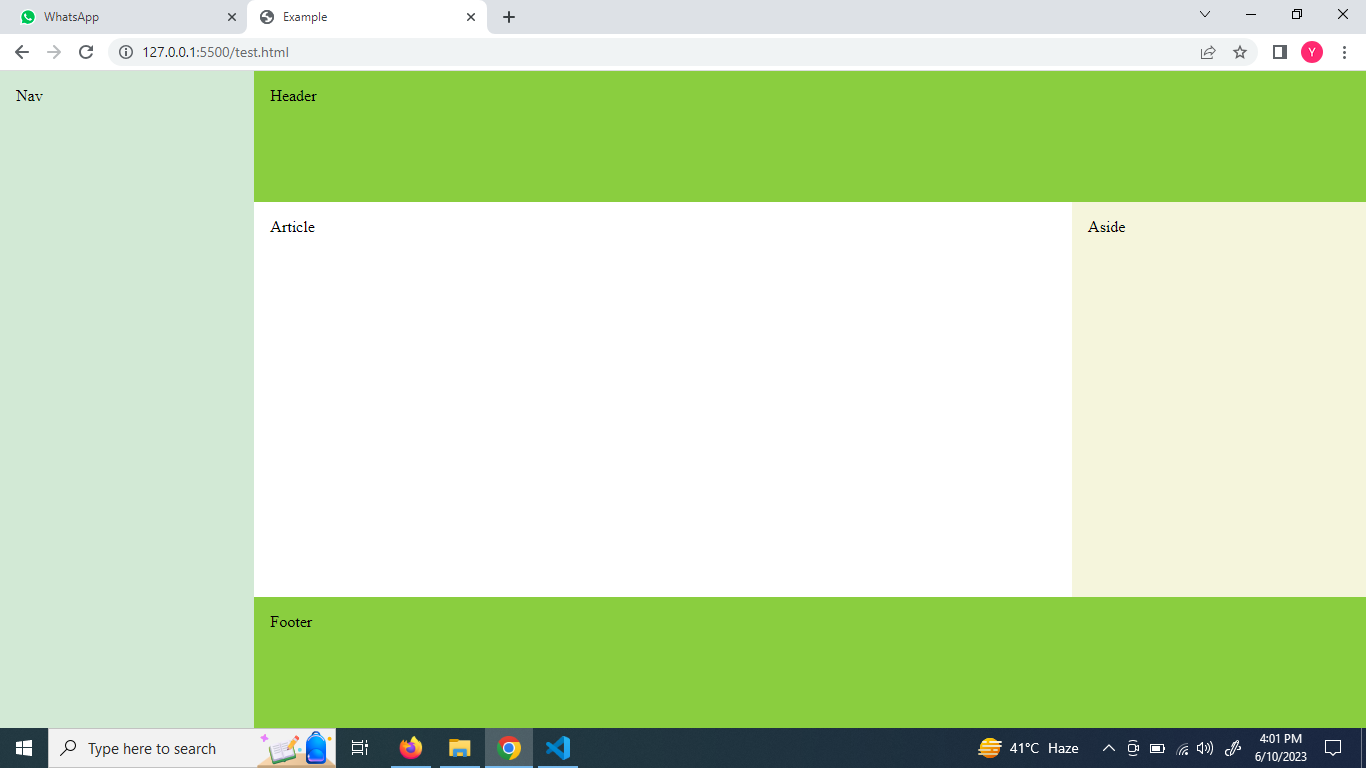 WhatsApp
Example
127.0.0.1:5500/test.html
Y
Nav
Header
Article
Aside
Footer
Type here to search
41°C Haze
4:01 PM
6/10/2023